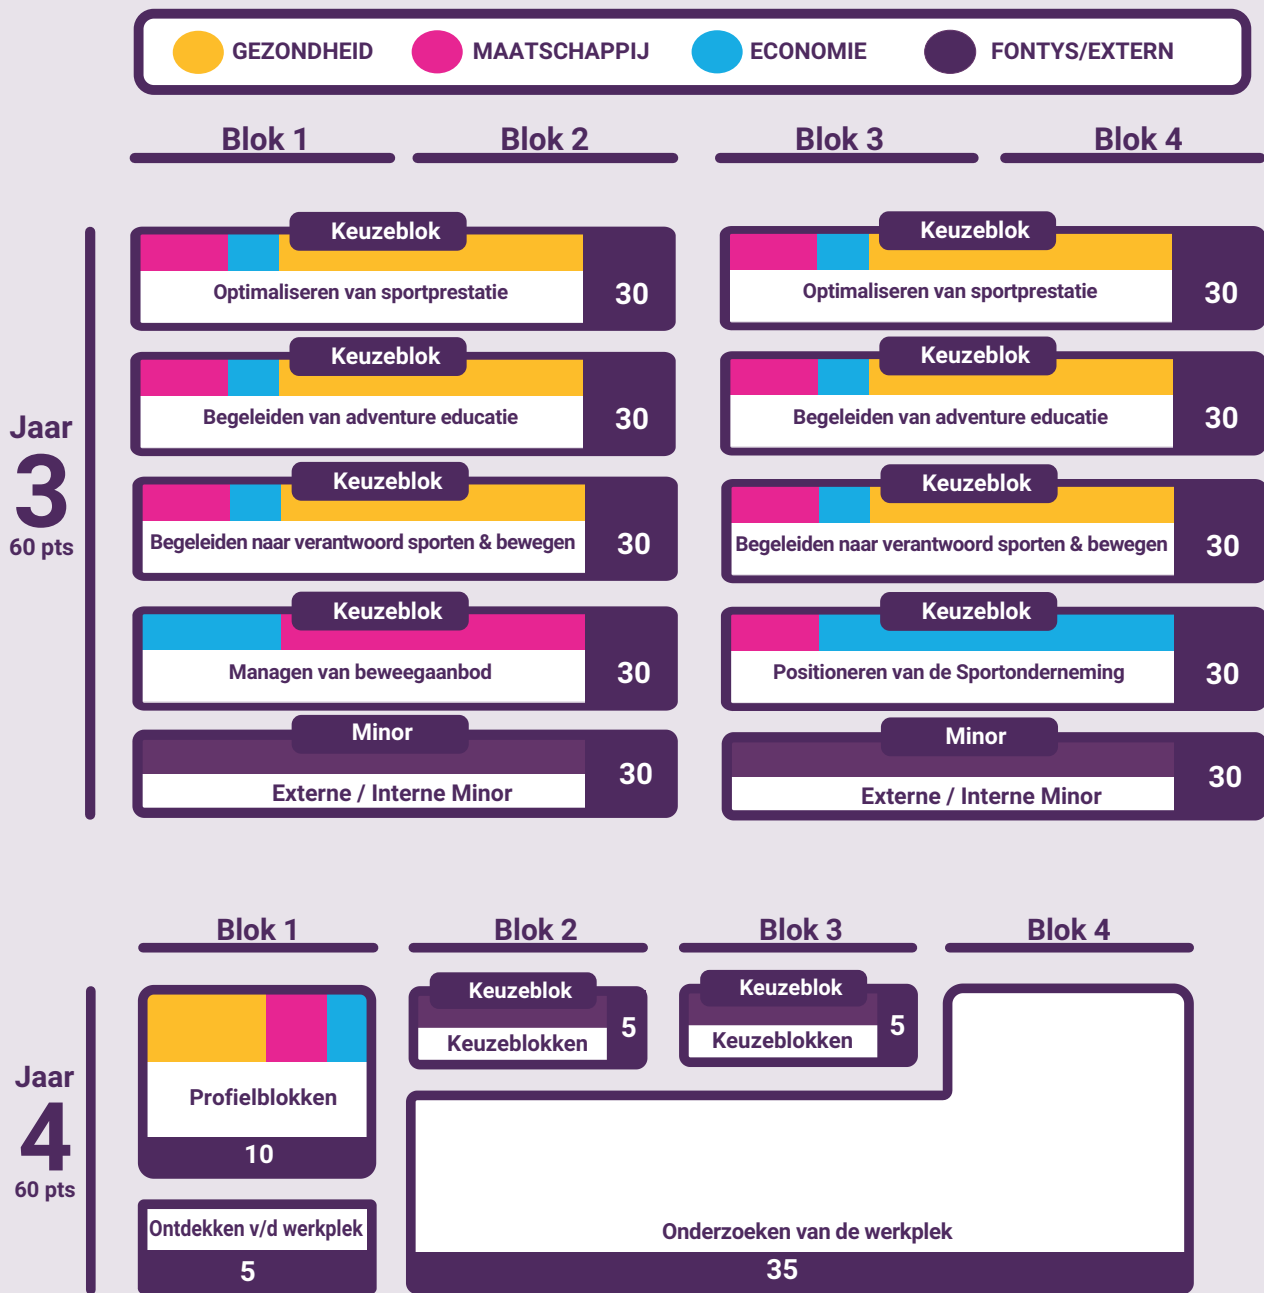 GEZONDHEID MAATSCHAPPIJ ECONOMIE FONTYS/EXTERN
Blok 1 Blok 2 Blok 3 Blok 4
Jaar
3
60 pts
Keuzeblok
Optimaliseren van sportprestatie
30
Keuzeblok
Optimaliseren van sportprestatie
30
Keuzeblok
Begeleiden van adventure educatie
30
Keuzeblok
Begeleiden van adventure educatie
30
Keuzeblok
Begeleiden naar verantwoord sporten & bewegen
30
Keuzeblok
Begeleiden naar verantwoord sporten & bewegen
30
Keuzeblok
Managen van beweegaanbod
30
Keuzeblok
Positioneren van de Sportonderneming
30
Minor
Externe / Interne Minor
30
Minor
Externe / Interne Minor
30
Blok 1 Blok 2 Blok 3 Blok 4
Jaar
4
60 pts
Profielblokken
10
Keuzeblok
Keuzeblokken
5
Keuzeblok
Keuzeblokken
5
Ontdekken v/d werkplek
5
Onderzoeken van de werkplek
35